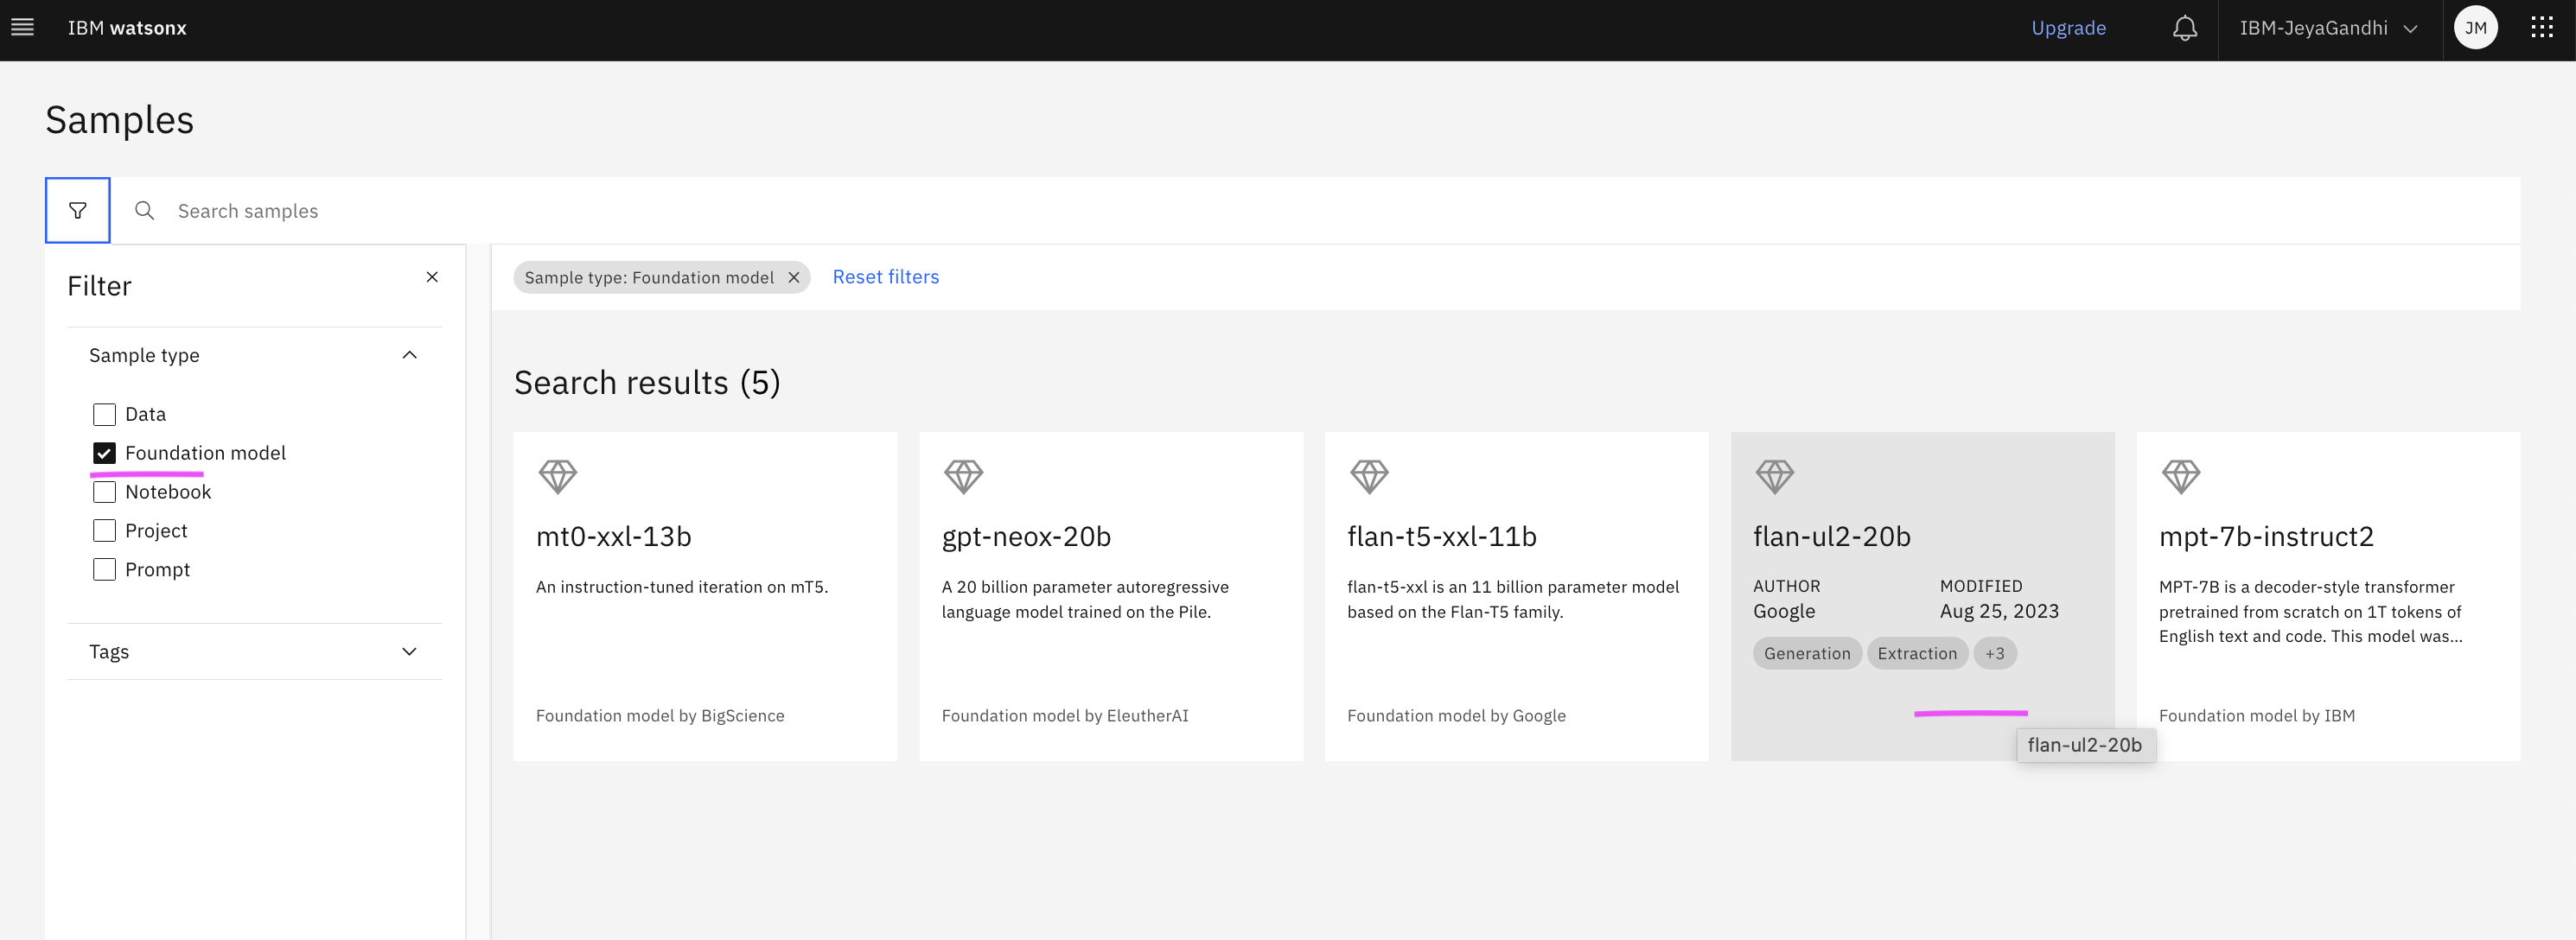 IBM watsonx
Upgrade
IBM-JeyaGandhi
JM
Samples
Search samples
Filter
Sample type
Data
Foundation model
Notebook
Project
Prompt
Tags
Sample type: Foundation model
Reset filters
Search results (5)
mt0-xxl-13b
An instruction-tuned iteration on mT5.
Foundation model by BigScience
gpt-neox-20b
A 20 billion parameter autoregressive
language model trained on the Pile.
Foundation model by EleutherAI
flan-t5-xxl-11b
flan-t5-xxl is an 11 billion parameter model
based on the Flan-T5 family.
Foundation model by Google
flan-ul2-20b
AUTHOR MODIFIED
Google Aug 25, 2023
Generation Extraction +3
flan-ul2-20b
mpt-7b-instruct2
MPT-7B is a decoder-style transformer
pretrained from scratch on 1T tokens of
English text and code. This model was...
Foundation model by IBM